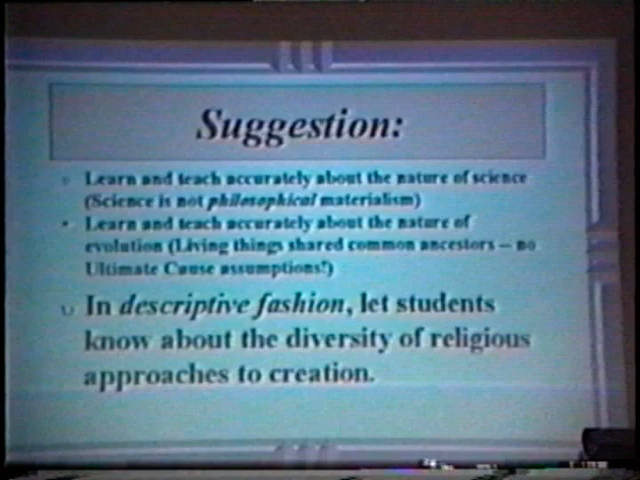 Suggestion:
Learn and teach accurately about the nature of science
(Science is not philosophical materialism)
• Learn and teach accurately about the nature of
evolution (Living things shared common ancestors – no
Ultimate Cause assumptions!)
In descriptive fashion, let students
know about the diversity of religious
approaches to creation.